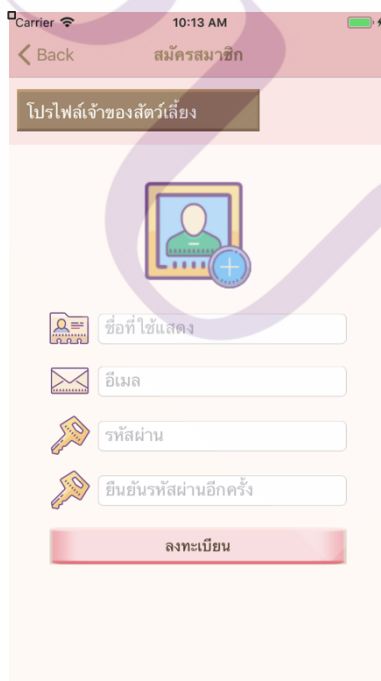 Carrier 10:13 AM
Back สมัครสมาชิก
โปรไฟล์เจ้าของสัตว์เลี้ยง
ชื่อที่ใช้แสดง
อีเมล
รหัสผ่าน
ยืนยันรหัสผ่านอีกครั้ง
ลงทะเบียน